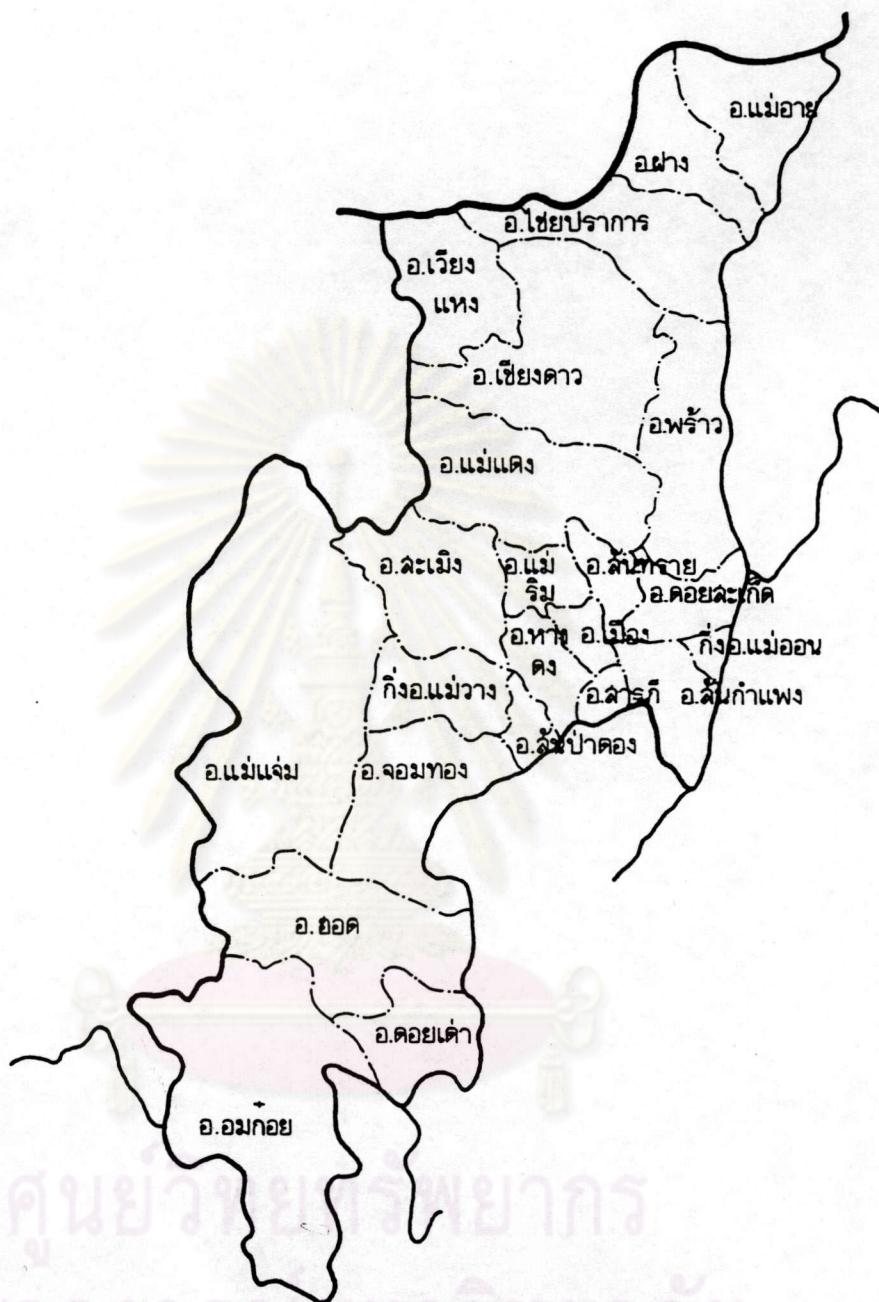 อ.แม่อาย
อ.ฝาง
อ.ไชยปราการ
อ.เวียง
แหง
อ.เชียงดาว
อ.พร้าว
อ.แม่แตง
อ.สะเมิง
อ.แม่
ริม
อ.สันทราย
อ.ดอยสะเก็ด
อ.หาง
ดง
อ.เมือง
กิ่งอ.แม่ออน
กิ่งอ.แม่วาง
อ.สารภี
อ.สันกำแพง
อ.สันป่าตอง
อ.แม่แจ่ม
อ.จอมทอง
อ.ฮอด
อ.ดอยเต่า
อ.อมก๋อย
ศูนย์วิทยทรัพยากร